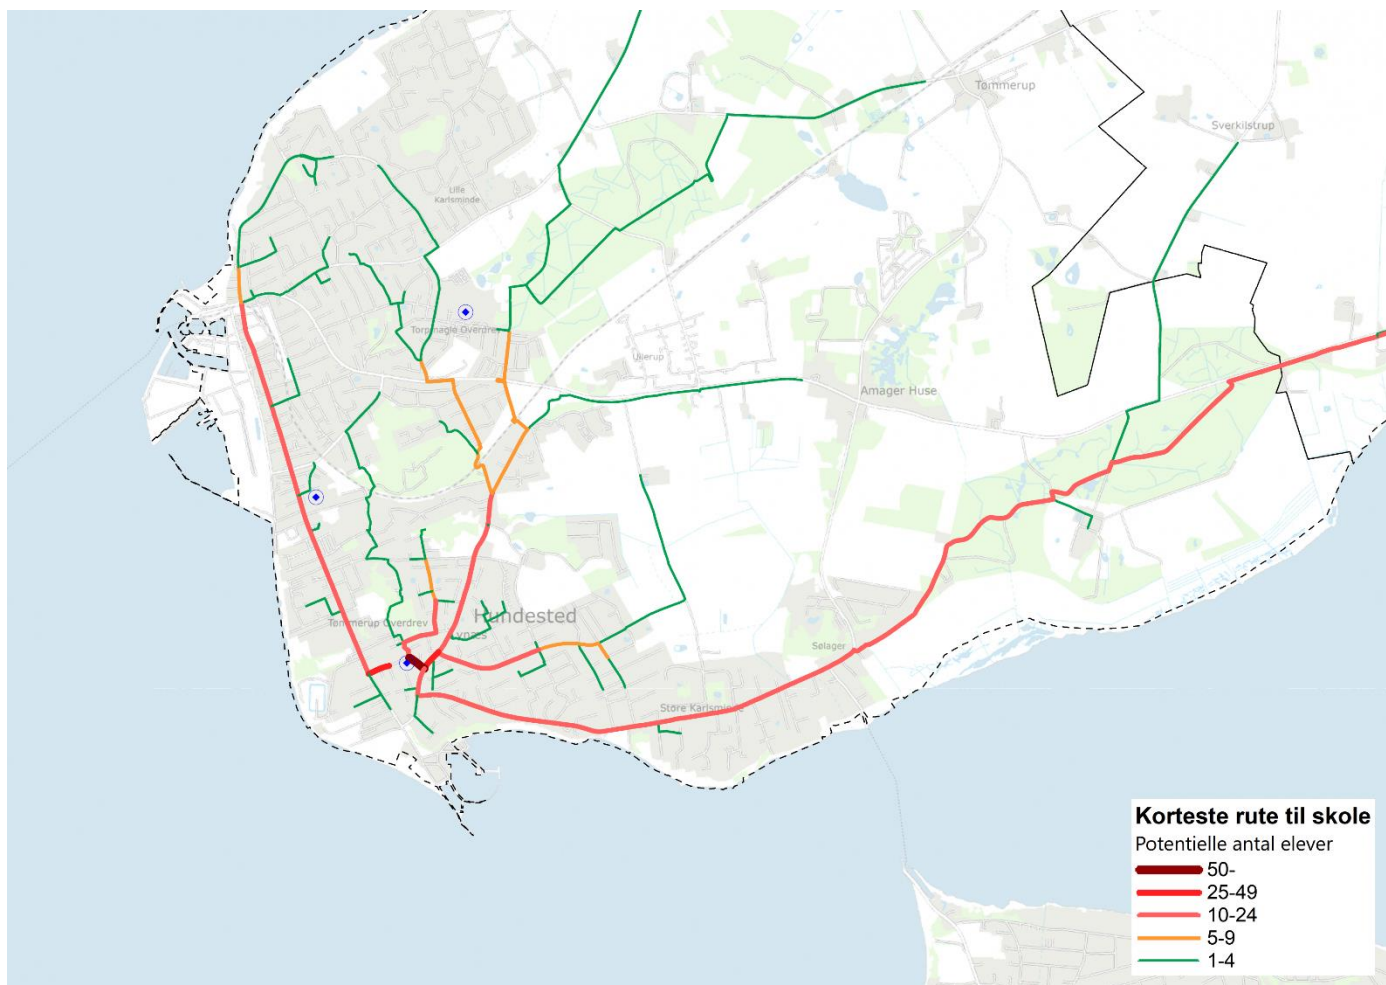 Tømmerup
Sverkilstrup
Lille
Karlsminde
Torpmagle Overdrev
Ullerup
Amager Huse
Hundested
Tømmerup Overdrev
Lynæs
Sølager
Store Karlsminde
Korteste rute til skole
Potentielle antal elever
50-
25-49
10-24
5-9
1-4